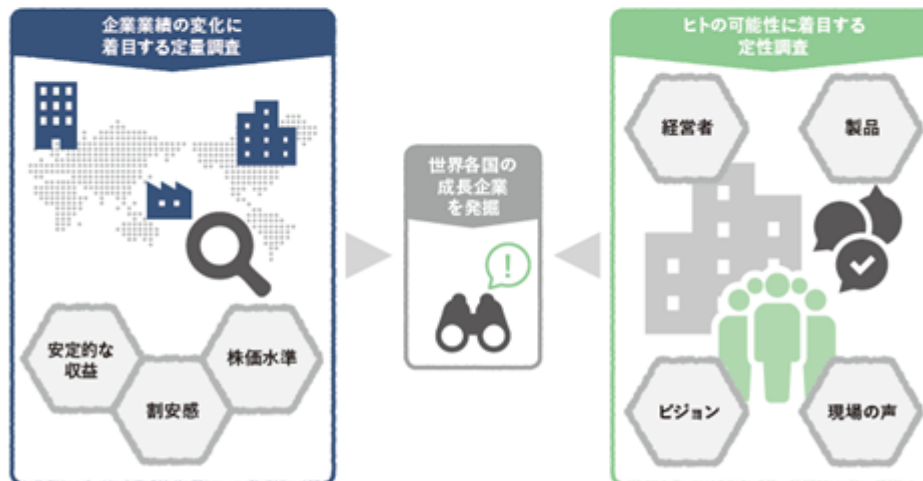 企業業績の変化に
着目する定量調査
安定的な
収益
割安感
株価水準
世界各国の
成長企業
を発掘
!
ヒトの可能性に着目する
定性調査
経営者
製品
ビジョン
現場の声